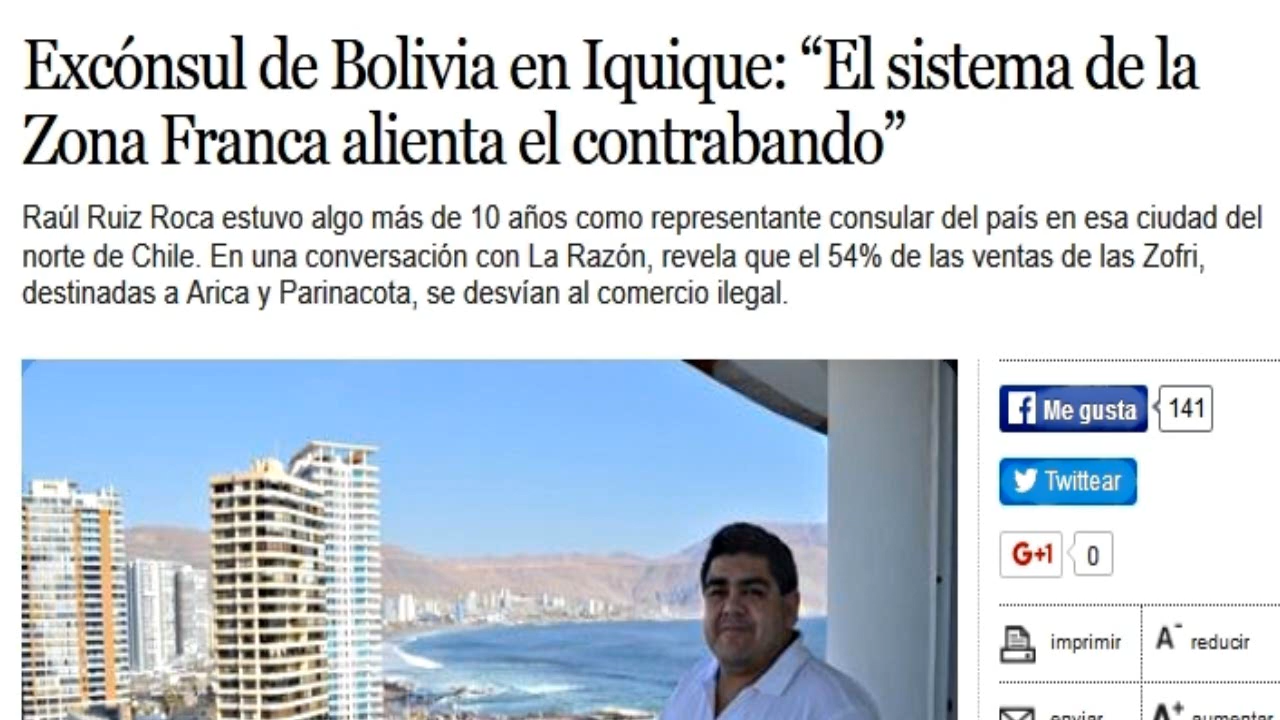 Excónsul de Bolivia en Iquique: “El sistema de la
Zona Franca alienta el contrabando”
Raúl Ruiz Roca estuvo algo más de 10 años como representante consular del país en esa ciudad del
norte de Chile. En una conversación con La Razón, revela que el 54% de las ventas de las Zofri,
destinadas a Arica y Parinacota, se desvían al comercio ilegal.
Me gusta 141
Twittear
G+1 0
imprimir A- reducir
enviar A+ aumentar